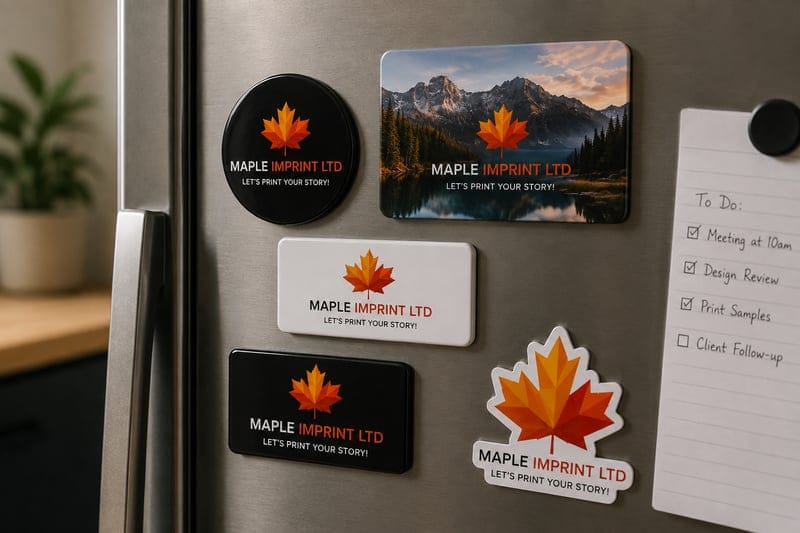 MAPLE IMPRINT LTD
LET'S PRINT YOUR STORY!
MAPLE IMPRINT LTD
LET'S PRINT YOUR STORY!
MAPLE IMPRINT LTD
LET'S PRINT YOUR STORY!
MAPLE IMPRINT LTD
LET'S PRINT YOUR STORY!
MAPLE IMPRINT LTD
LET'S PRINT YOUR STORY!
To Do:
Meeting at 10am
Design Review
Print Samples
Client Follow-up